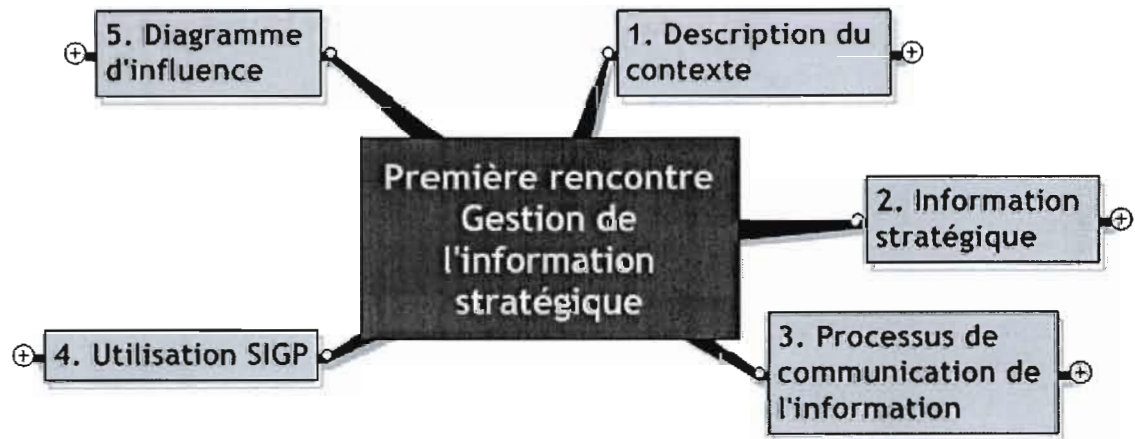 Première rencontre
Gestion de
l'information
stratégique
1. Description du
contexte
2. Information
stratégique
3. Processus de
communication de
l'information
4. Utilisation SIGP
5. Diagramme
d'influence